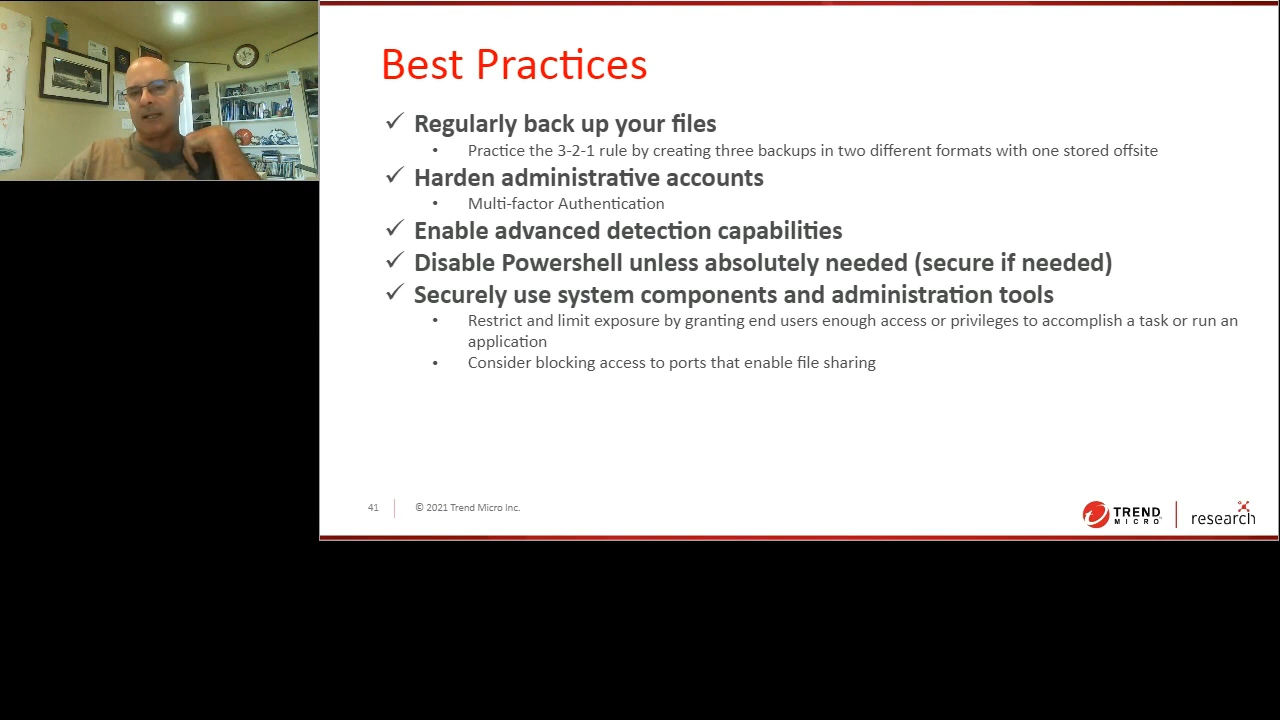 Best Practices
✓ Regularly back up your files
• Practice the 3-2-1 rule by creating three backups in two different formats with one stored offsite
✓ Harden administrative accounts
• Multi-factor Authentication
✓ Enable advanced detection capabilities
✓ Disable Powershell unless absolutely needed (secure if needed)
✓ Securely use system components and administration tools
• Restrict and limit exposure by granting end users enough access or privileges to accomplish a task or run an
application
• Consider blocking access to ports that enable file sharing
41 © 2021 Trend Micro Inc.
TREND
MICRO
research